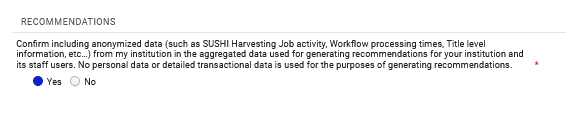 RECOMMENDATIONS
Confirm including anonymized data (such as SUSHI Harvesting Job activity, Workflow processing times, Title level
information, etc...) from my institution in the aggregated data used for generating recommendations for your institution and
its staff users. No personal data or detailed transactional data is used for the purposes of generating recommendations. *
Yes No